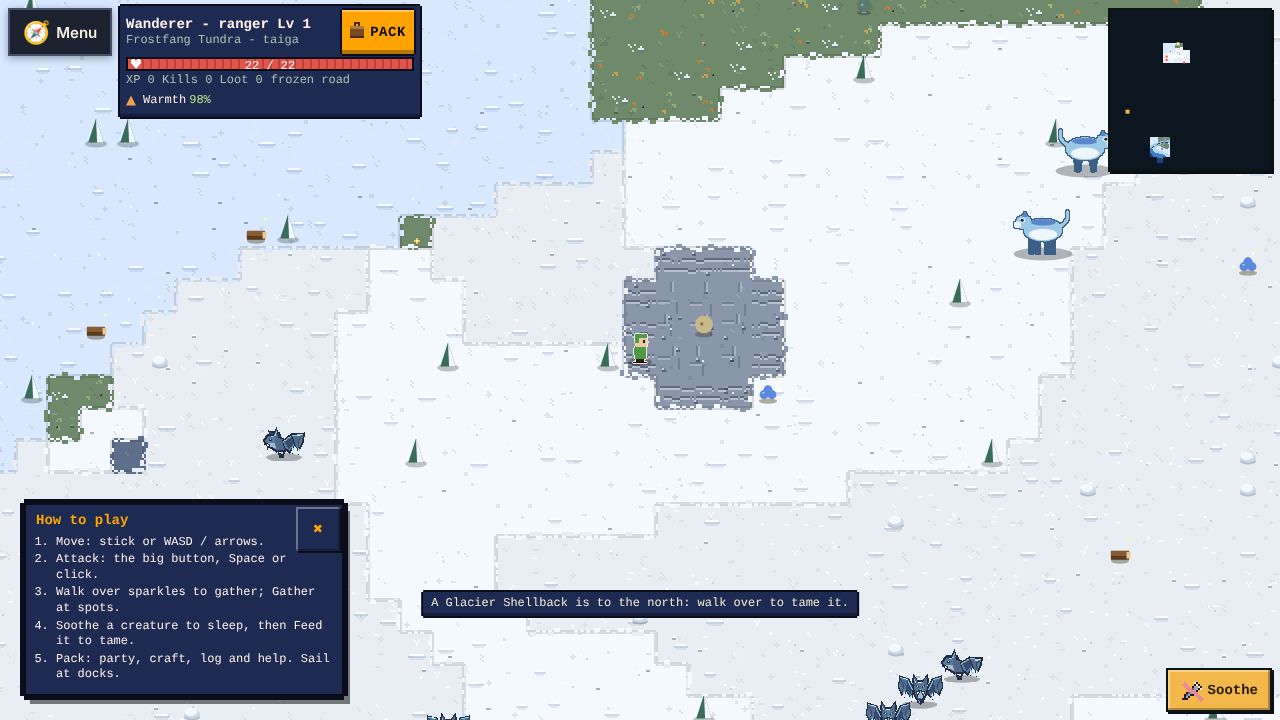 Menu
Wanderer - ranger Lv 1
Frostfang Tundra - taiga
PACK
22 / 22
XP 0 Kills 0 Loot 0 frozen road
Warmth 98%
How to play
1. Move: stick or WASD / arrows.
2. Attack: the big button, Space or
click.
3. Walk over sparkles to gather; Gather
at spots.
4. Soothe a creature to sleep, then Feed
it to tame.
5. Pack: party, craft, log and help. Sail
at docks.
A Glacier Shellback is to the north: walk over to tame it.
Soothe